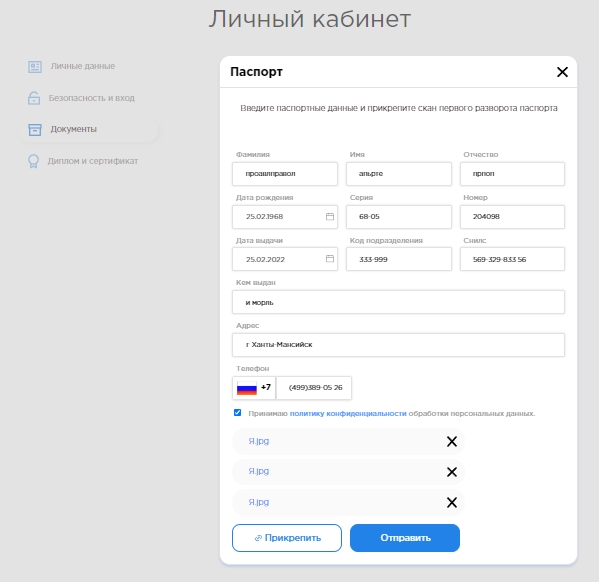 Личный кабинет
Личные данные
Безопасность и вход
Документы
Диплом и сертификат
Паспорт
Введите паспортные данные и прикрепите скан первого разворота паспорта
Фамилия Имя Отчество
проавлправол апьрте прпоп
Дата рождения Серия Номер
25.02.1968 68-05 204098
Дата выдачи Код подразделения Снилс
25.02.2022 333-999 569-329-833 56
Кем выдан
и морль
Адрес
г Ханты-Мансийск
Телефон
+7 (499)389-05 26
Принимаю политику конфиденциальности обработки персональных данных.
Я.jpg
Я.jpg
Я.jpg
Прикрепить Отправить